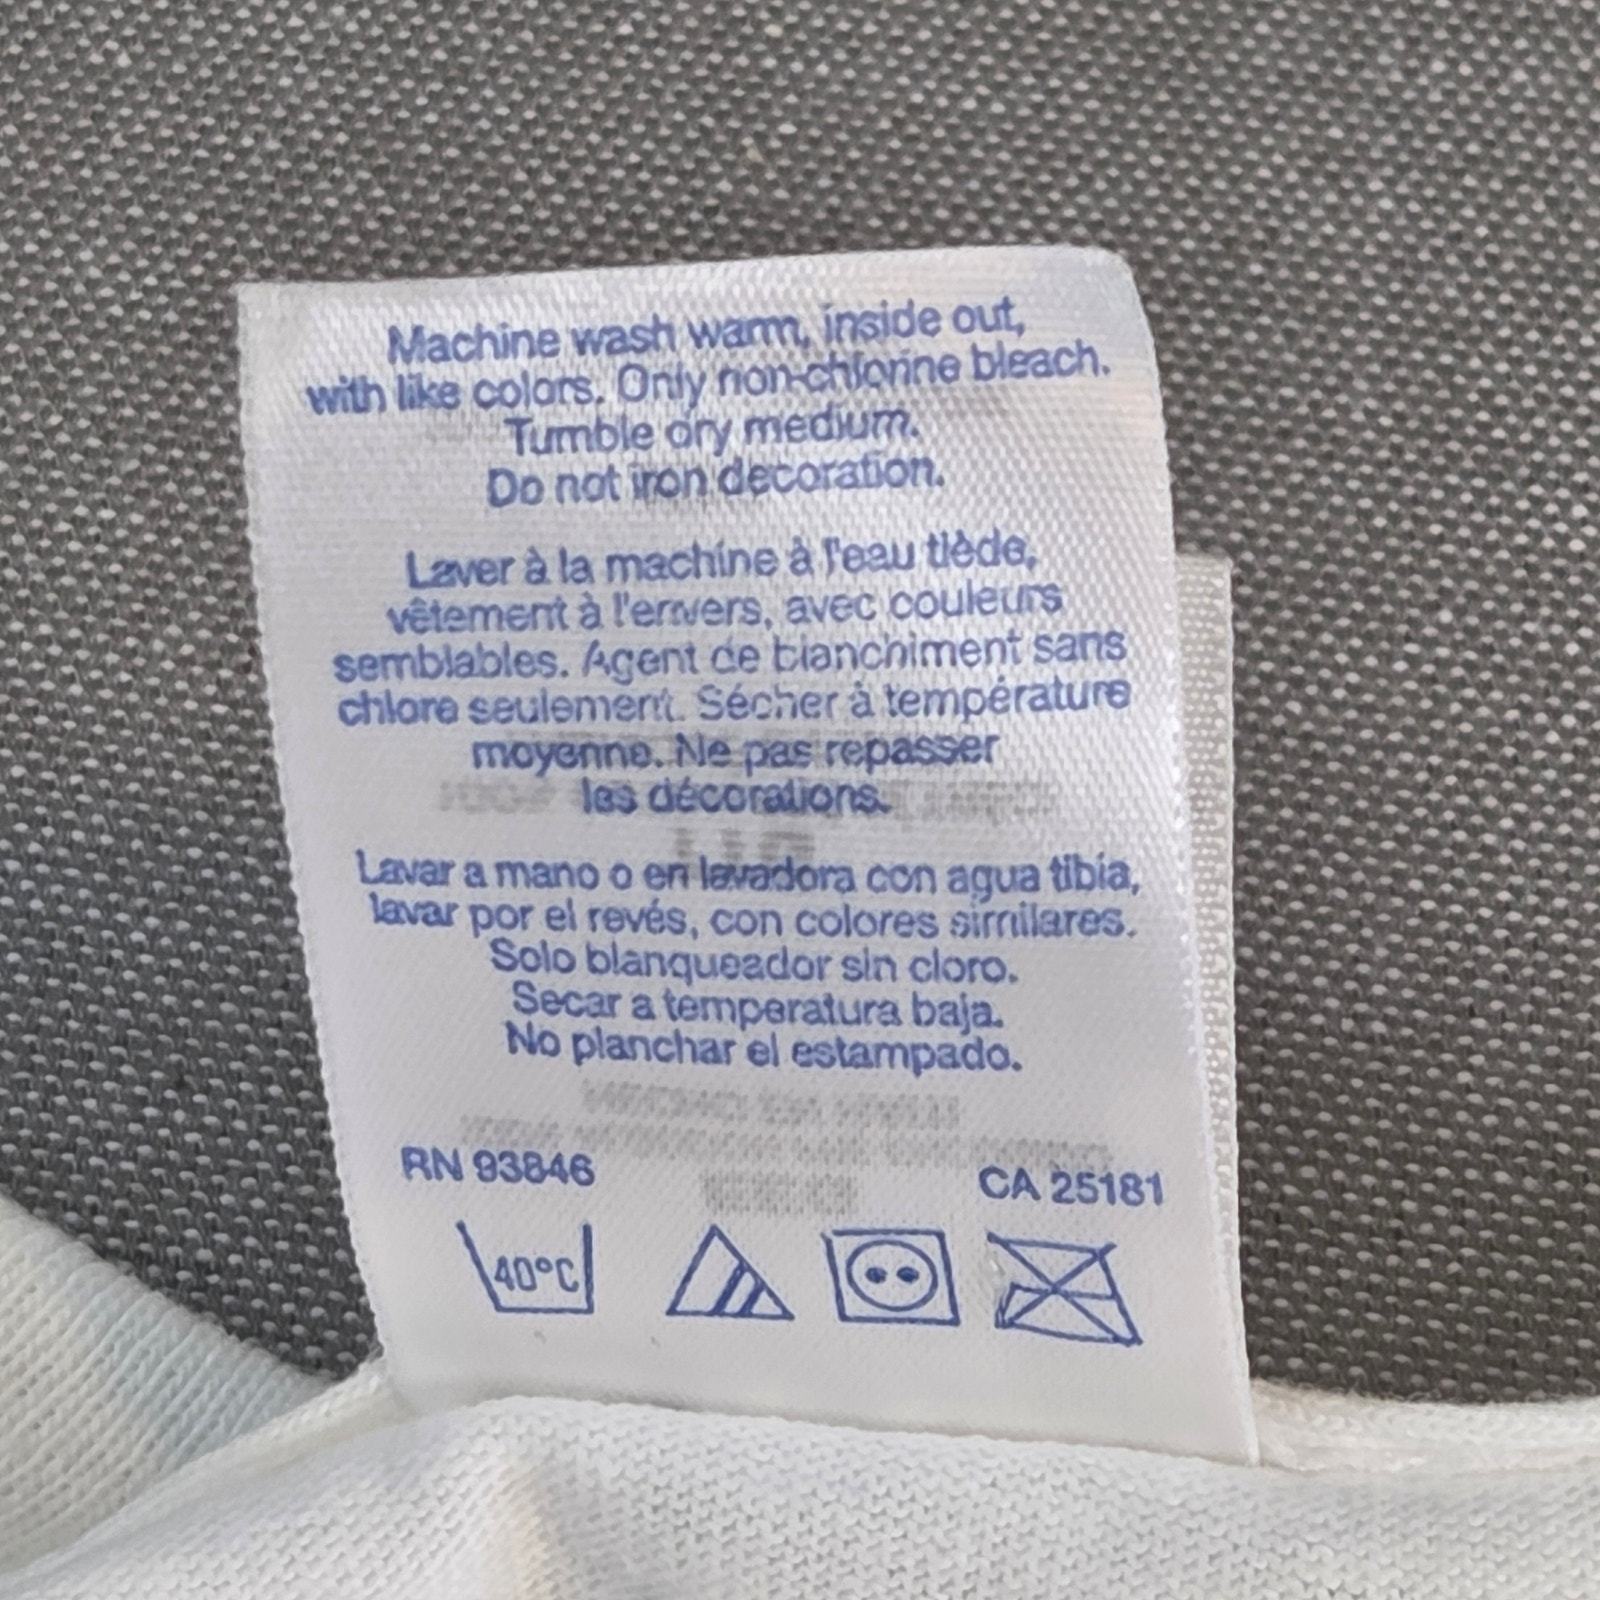 Machine wash warm, inside out,
with like colors. Only non-chlorine bleach.
Tumble dry medium.
Do not iron decoration.
Laver à la machine à l'eau tiède,
vêtement à l'envers, avec couleurs
semblables. Agent de blanchiment sans
chlore seulement. Sécher à température
moyenne. Ne pas repasser
les décorations.
Lavar a mano o en lavadora con agua tibia,
lavar por el revés, con colores similares.
Solo blanqueador sin cloro.
Secar a temperatura baja.
No planchar el estampado.
RN 93846 CA 25181
40°C